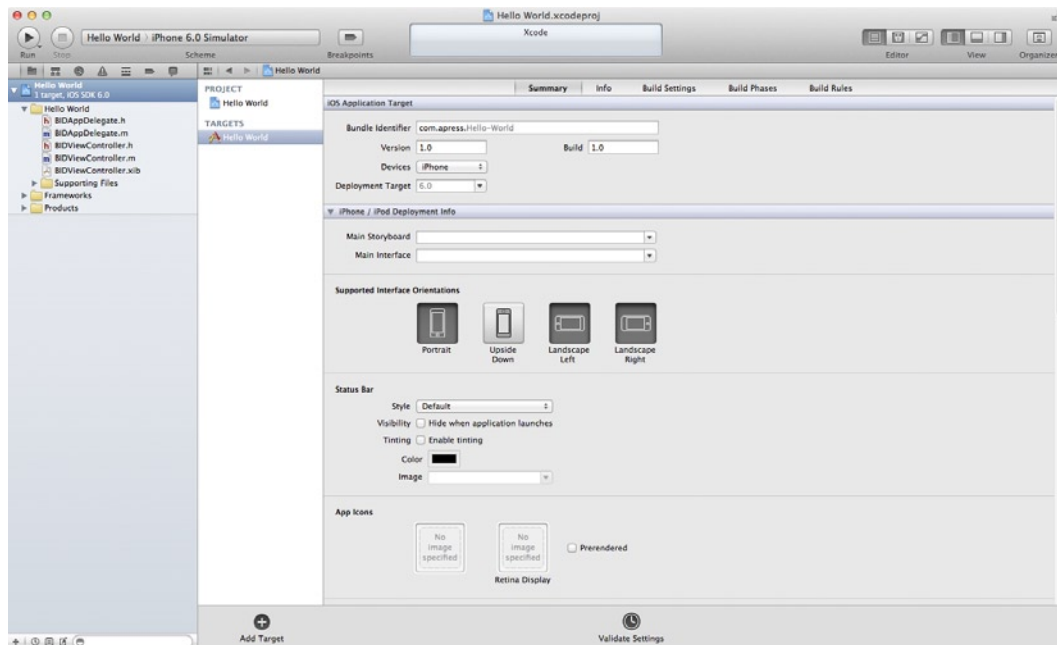 Hello World.xcodeproj
Hello World › iPhone 6.0 Simulator
Xcode
Run Stop Scheme Breakpoints Editor View Organizer
Hello World
Hello World
1 target, iOS SDK 6.0
Hello World
h BIDAppDelegate.h
m BIDAppDelegate.m
h BIDViewController.h
m BIDViewController.m
BIDViewController.xib
Supporting Files
Frameworks
Products
PROJECT
Hello World
TARGETS
Hello World
Summary Info Build Settings Build Phases Build Rules
iOS Application Target
Bundle Identifier com.apress.Hello-World
Version 1.0 Build 1.0
Devices iPhone
Deployment Target 6.0
iPhone / iPod Deployment Info
Main Storyboard
Main Interface
Supported Interface Orientations
Portrait
Upside Down
Landscape Left
Landscape Right
Status Bar
Style Default
Visibility Hide when application launches
Tinting Enable tinting
Color
Image
App Icons
No image specified
No image specified
Prerendered
Retina Display
Add Target
Validate Settings